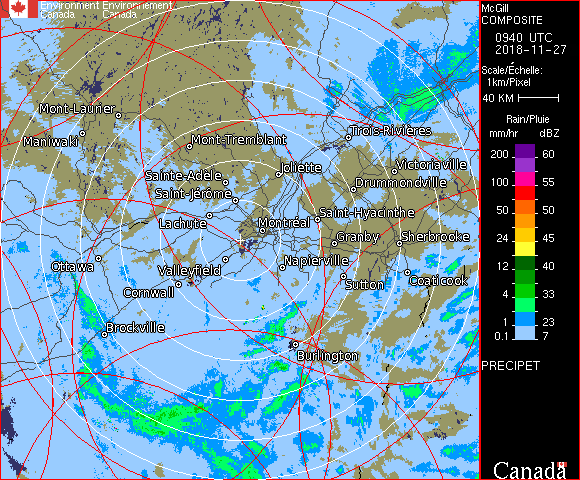 Environment Environnement
Canada Canada
McGill
COMPOSITE
0940 UTC
2018-11-27
Scale/Échelle:
1km/Pixel
40 KM
Rain/Pluie
mm/hr dBZ
200 60
100 55
50 50
24 45
12 40
4 33
1 23
0.1 7
PRECIPET
Canada
Mont-Laurier
Maniwaki
Mont-Tremblant
Trois-Rivières
Joliette
Victoriaville
Sainte-Adèle
Drummondville
Saint-Jérôme
Saint-Hyacinthe
Lachute
Montréal
Granby
Sherbrooke
Ottawa
Valleyfield
Napierville
Sutton
Coaticook
Cornwall
Brockville
Burlington